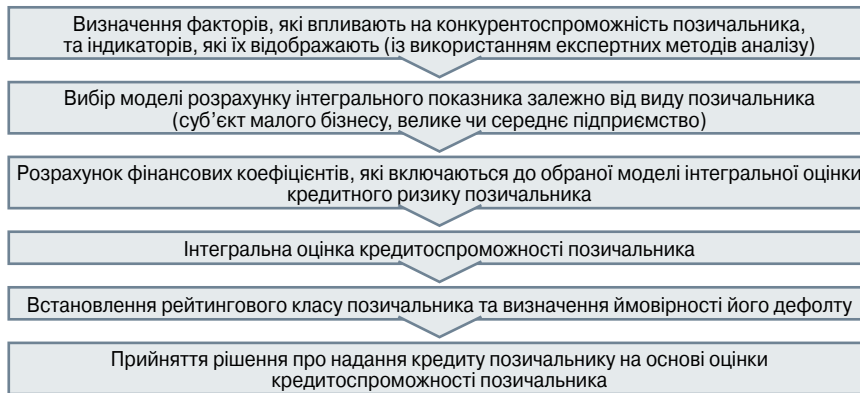 Визначення факторів, які впливають на конкурентоспроможність позичальника,
та індикаторів, які їх відображають (із використанням експертних методів аналізу)
Вибір моделі розрахунку інтегрального показника залежно від виду позичальника
(суб’єкт малого бізнесу, велике чи середнє підприємство)
Розрахунок фінансових коефіцієнтів, які включаються до обраної моделі інтегральної оцінки
кредитного ризику позичальника
Інтегральна оцінка кредитоспроможності позичальника
Встановлення рейтингового класу позичальника та визначення ймовірності його дефолту
Прийняття рішення про надання кредиту позичальнику на основі оцінки
кредитоспроможності позичальника